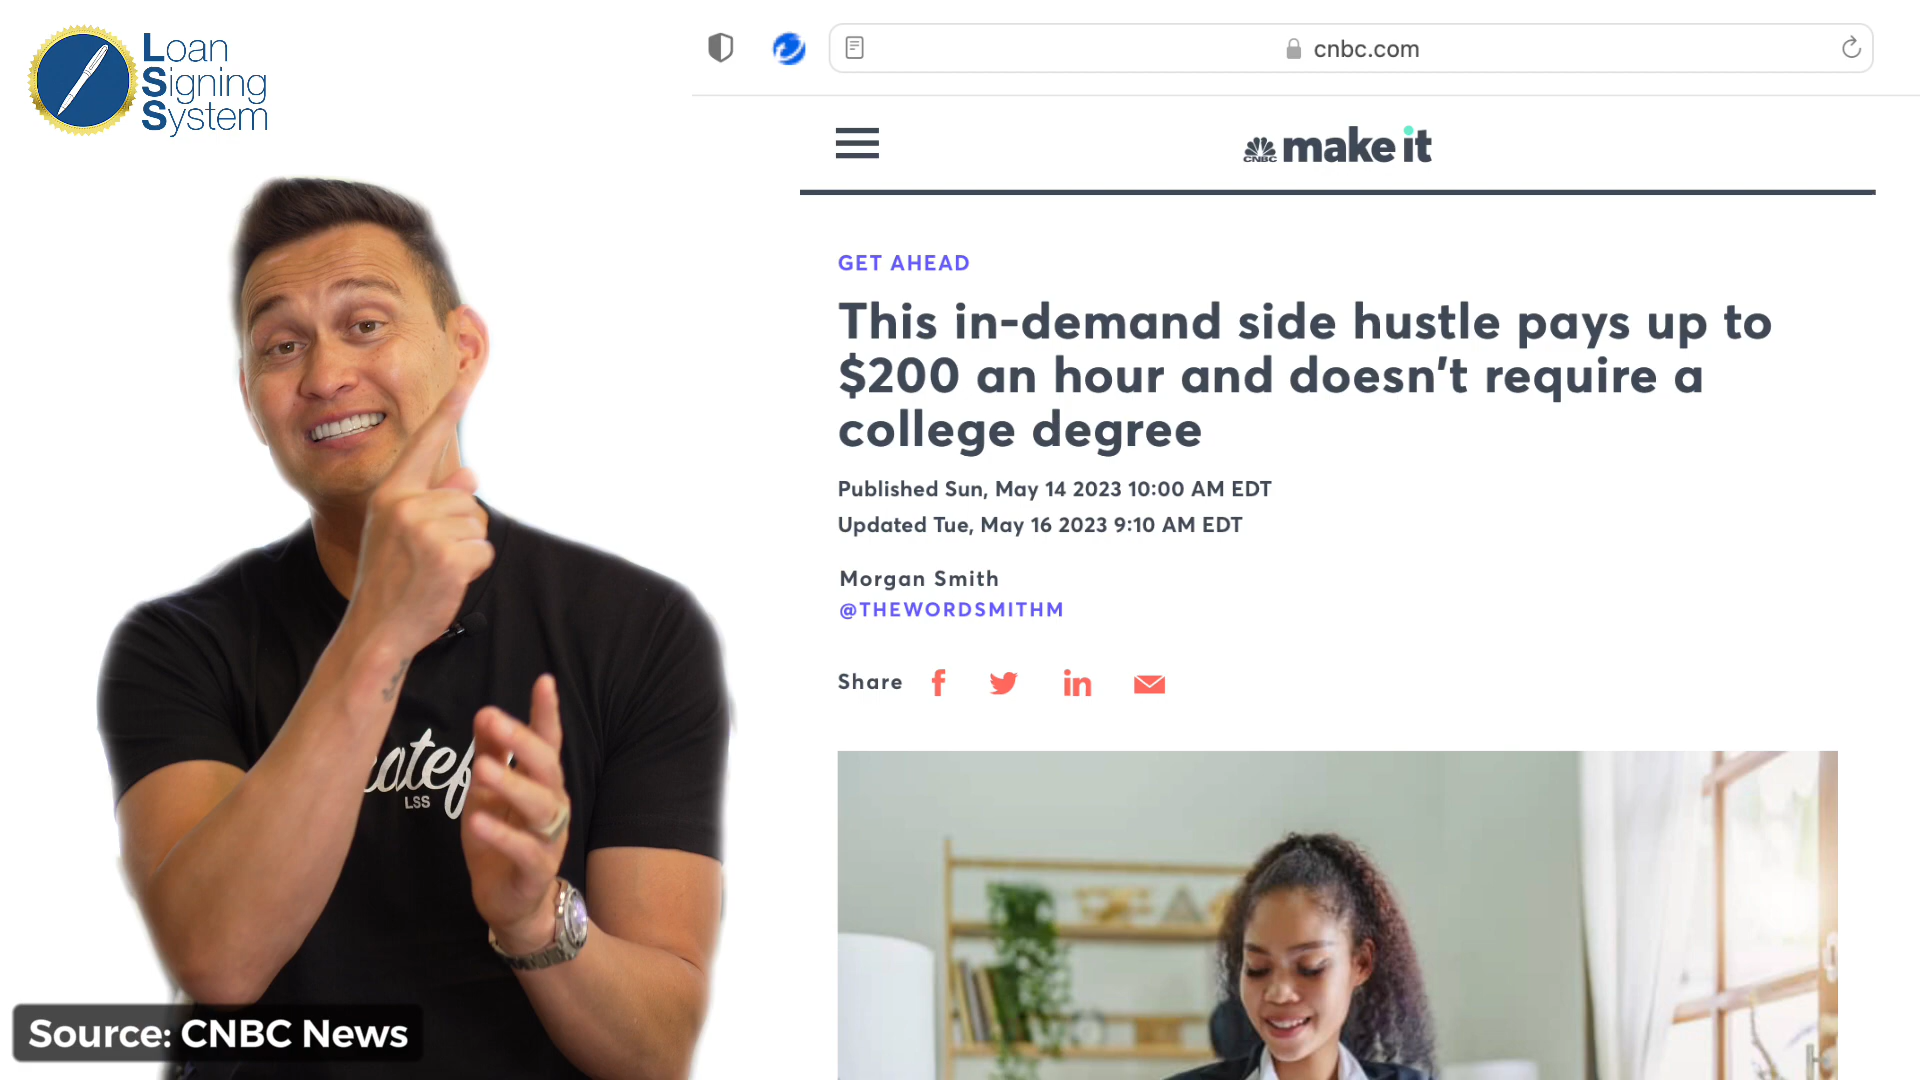 Loan
Signing
System
cnbc.com
CNBC make it
GET AHEAD
This in-demand side hustle pays up to
$200 an hour and doesn't require a
college degree
Published Sun, May 14 2023 10:00 AM EDT
Updated Tue, May 16 2023 9:10 AM EDT
Morgan Smith
@THEWORDSMITHM
Share
LSS
Source: CNBC News